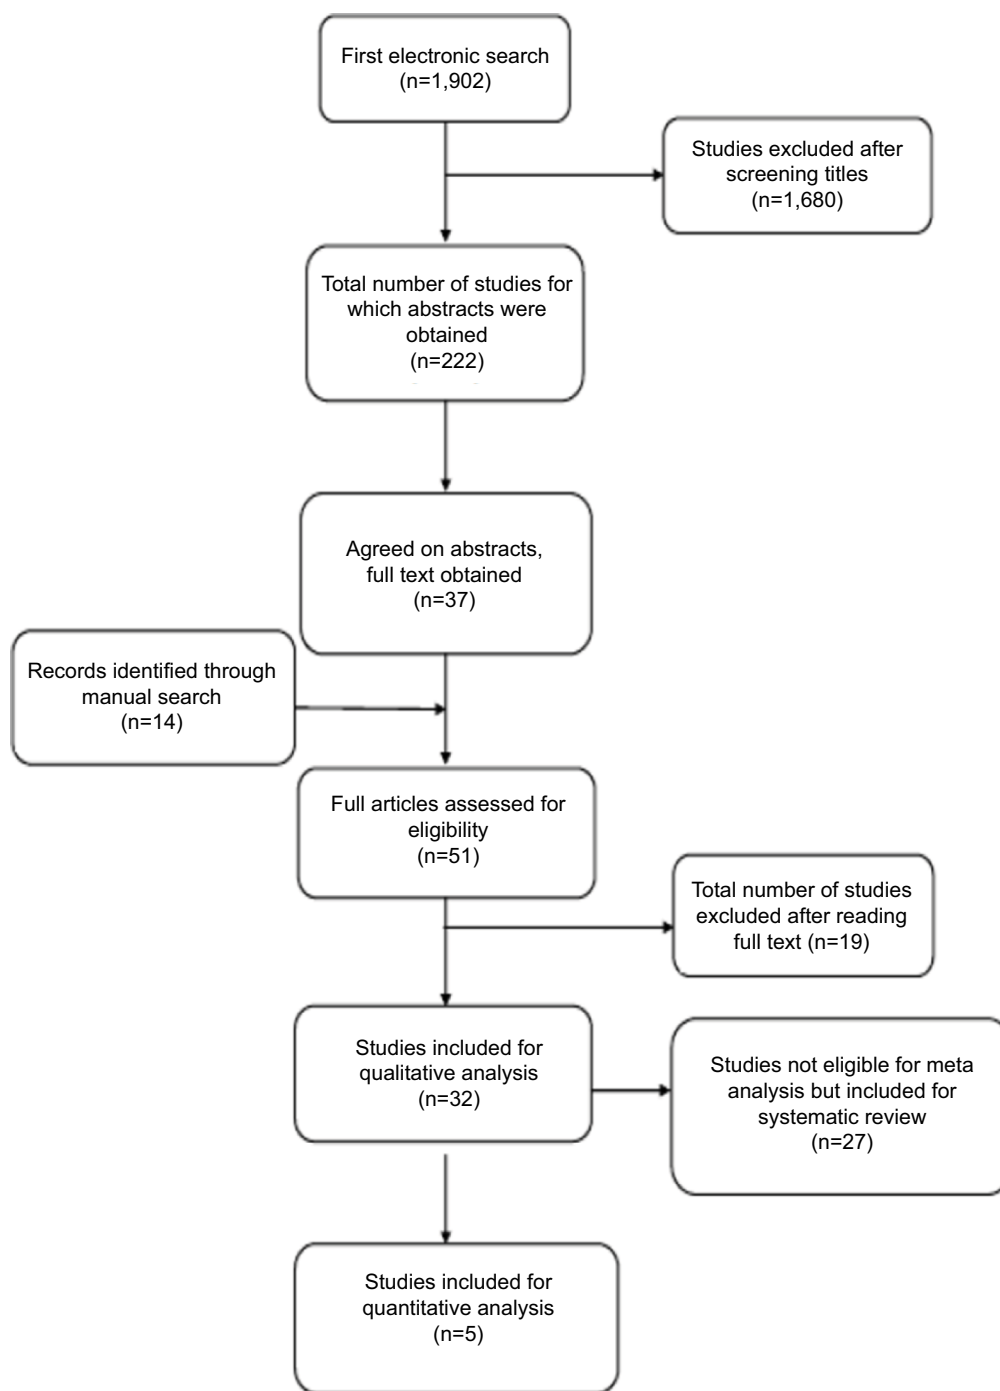 First electronic search
(n=1,902)
Studies excluded after
screening titles
(n=1,680)
Total number of studies for
which abstracts were
obtained
(n=222)
Agreed on abstracts,
full text obtained
(n=37)
Records identified through
manual search
(n=14)
Full articles assessed for
eligibility
(n=51)
Total number of studies
excluded after reading
full text (n=19)
Studies included for
qualitative analysis
(n=32)
Studies not eligible for meta
analysis but included for
systematic review
(n=27)
Studies included for
quantitative analysis
(n=5)